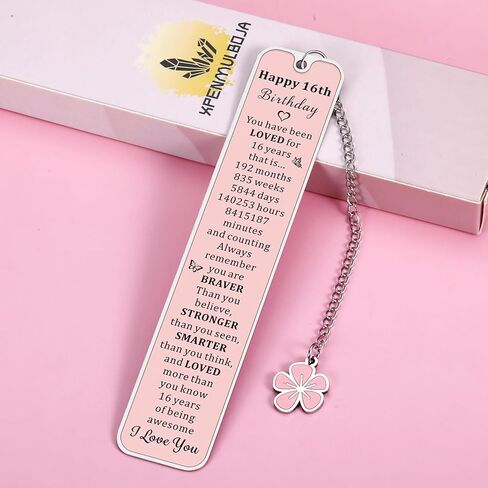 XPENMULBOJA
Happy 16th
Birthday
You have been
LOVED for
16 years
that is...
192 months
835 weeks
5844 days
140253 hours
8415187
minutes
and counting
Always
remember
you are
BRAVER
Than you
believe,
STRONGER
than you seen,
SMARTER
than you think,
and LOVED
more than
you know
16 years
of being
awesome
I Love You